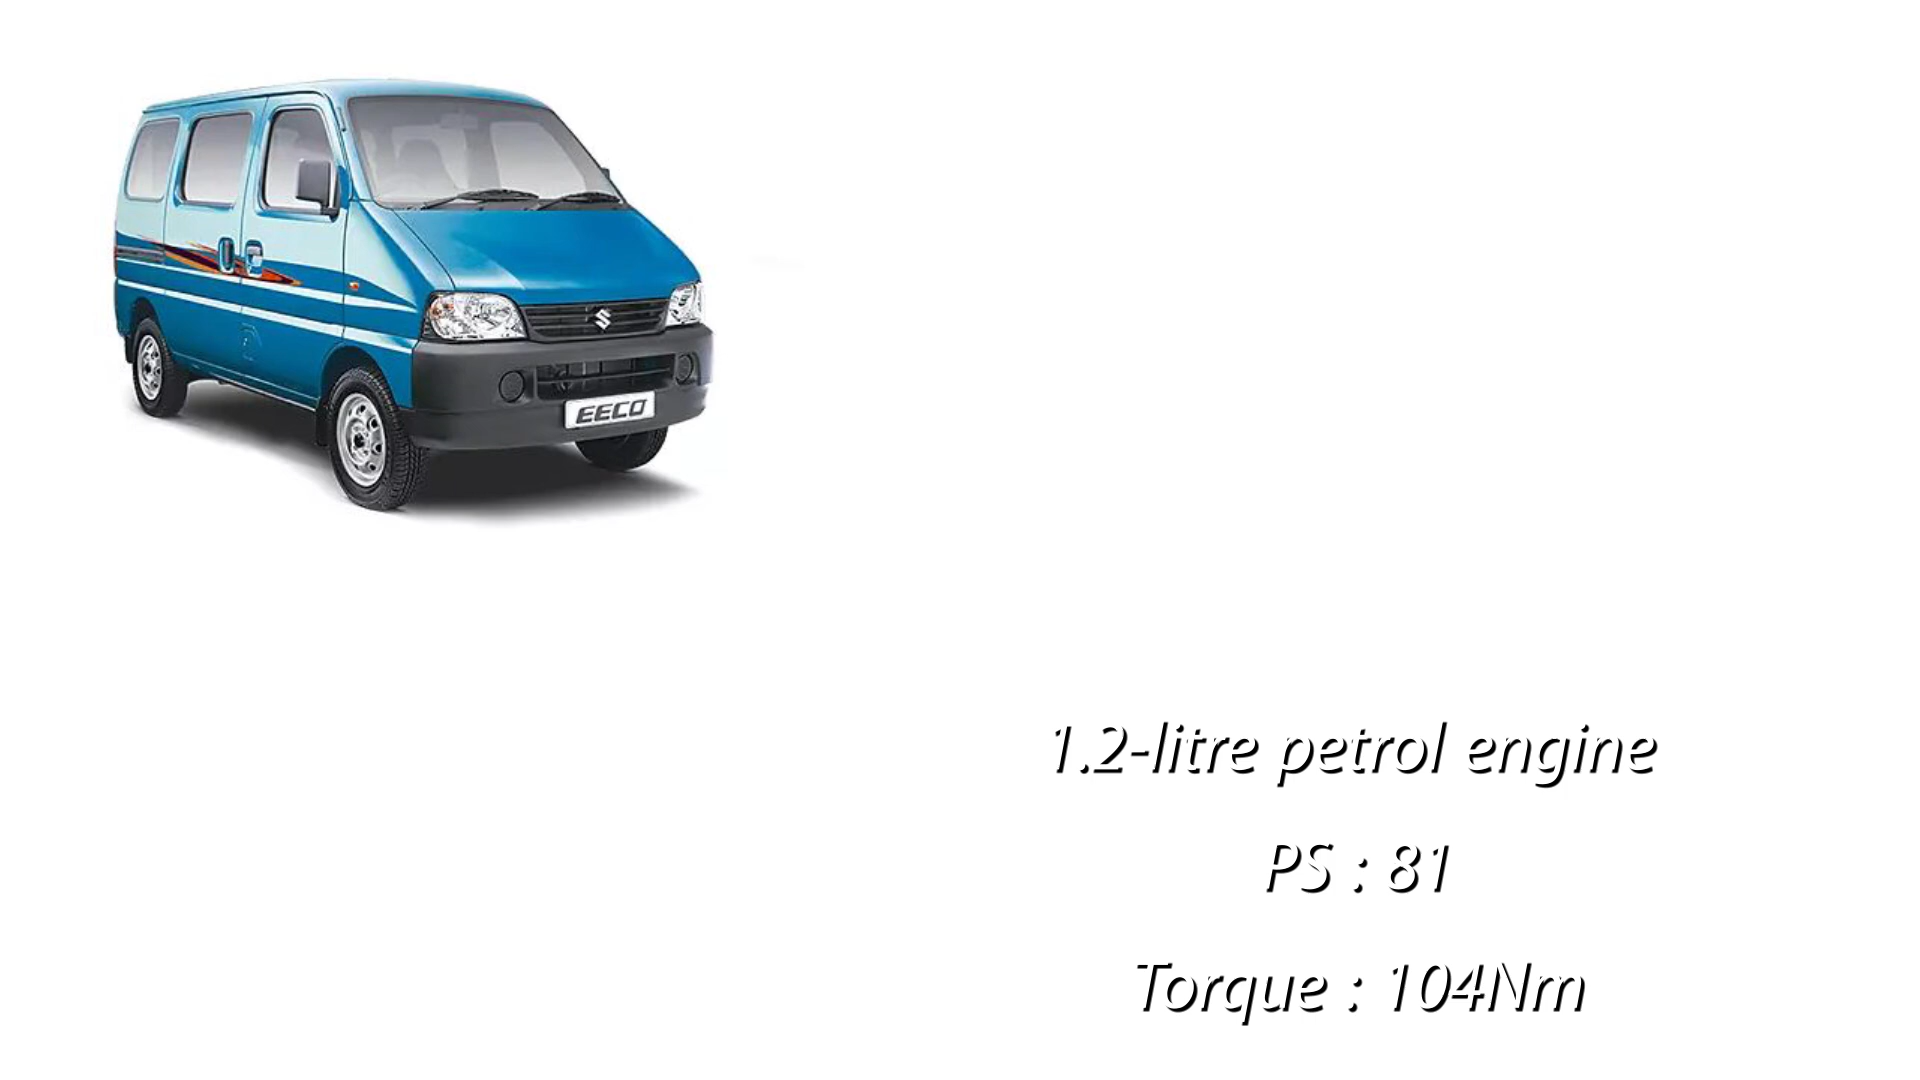 EECO
1.2-litre petrol engine
PS : 81
Torque : 104Nm